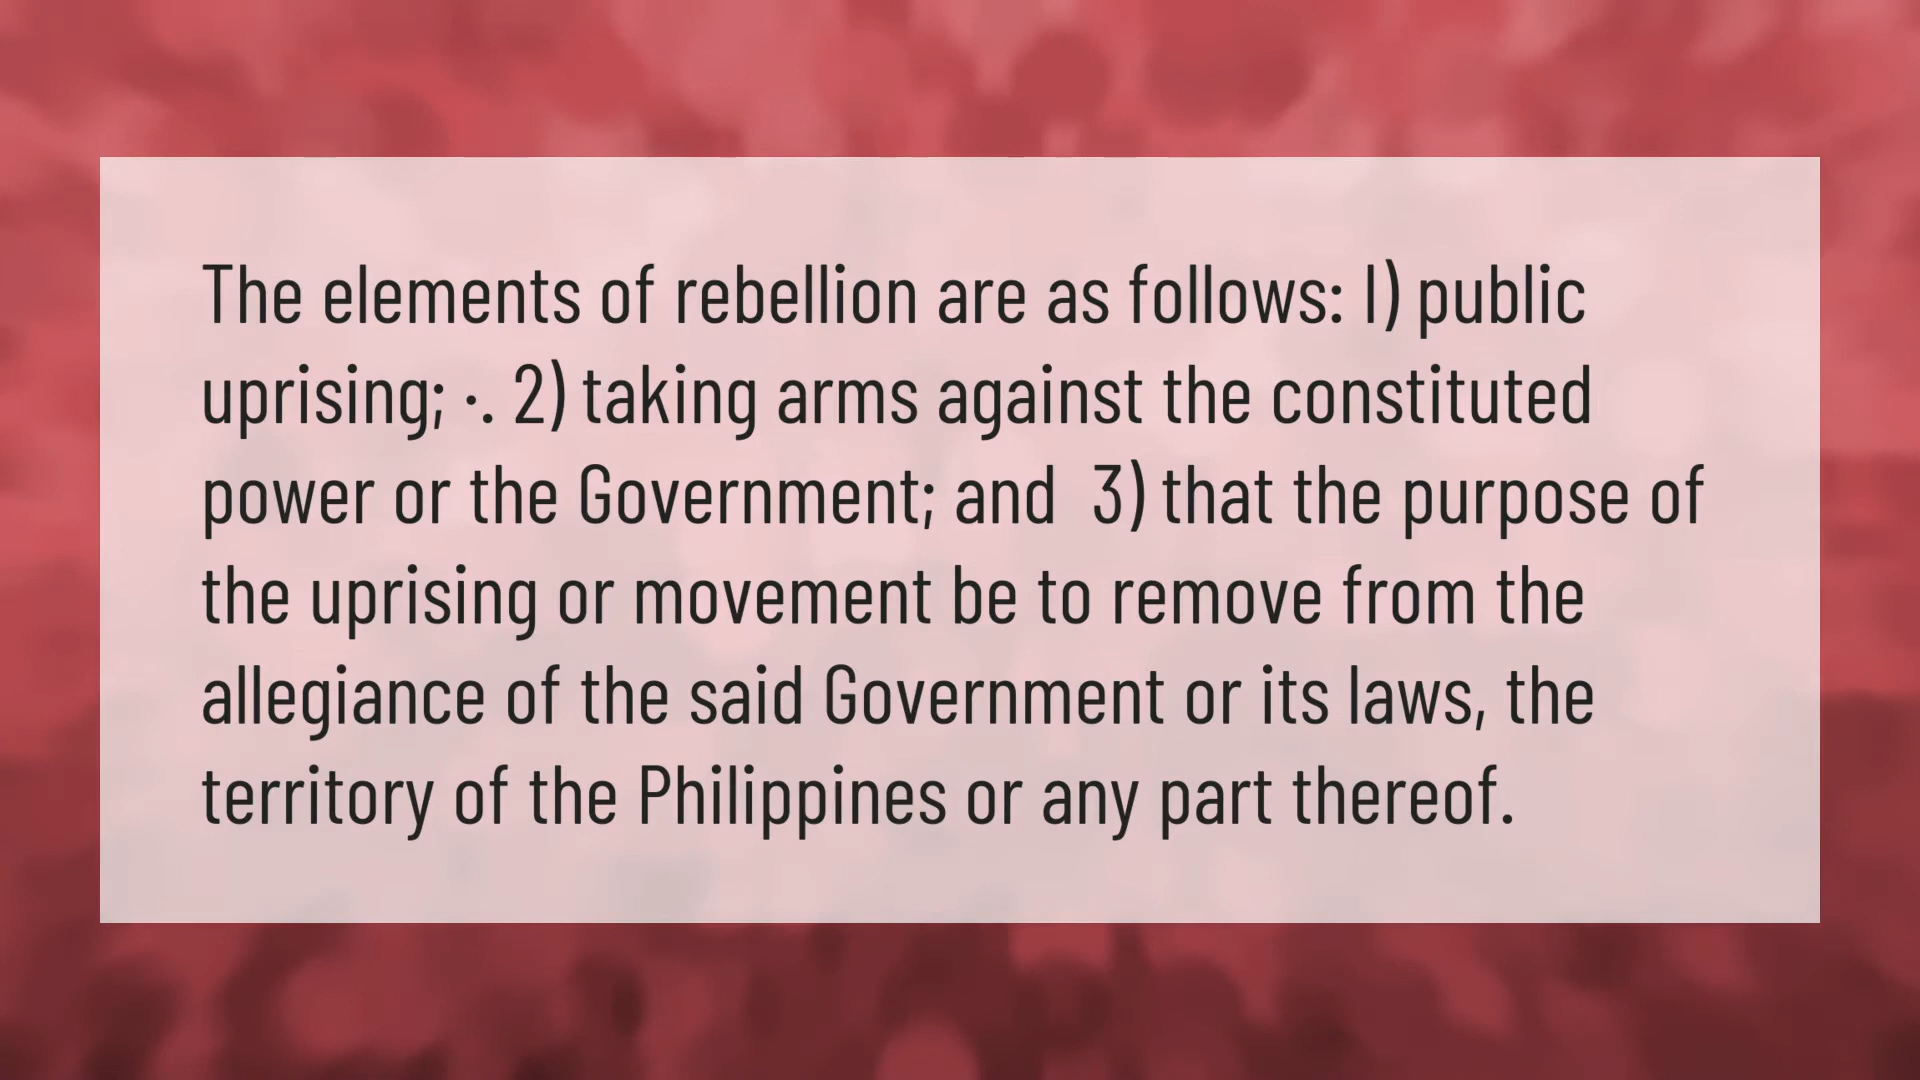 The elements of rebellion are as follows: l) public
uprising; ·. 2) taking arms against the constituted
power or the Government; and  3) that the purpose of
the uprising or movement be to remove from the
allegiance of the said Government or its laws, the
territory of the Philippines or any part thereof.